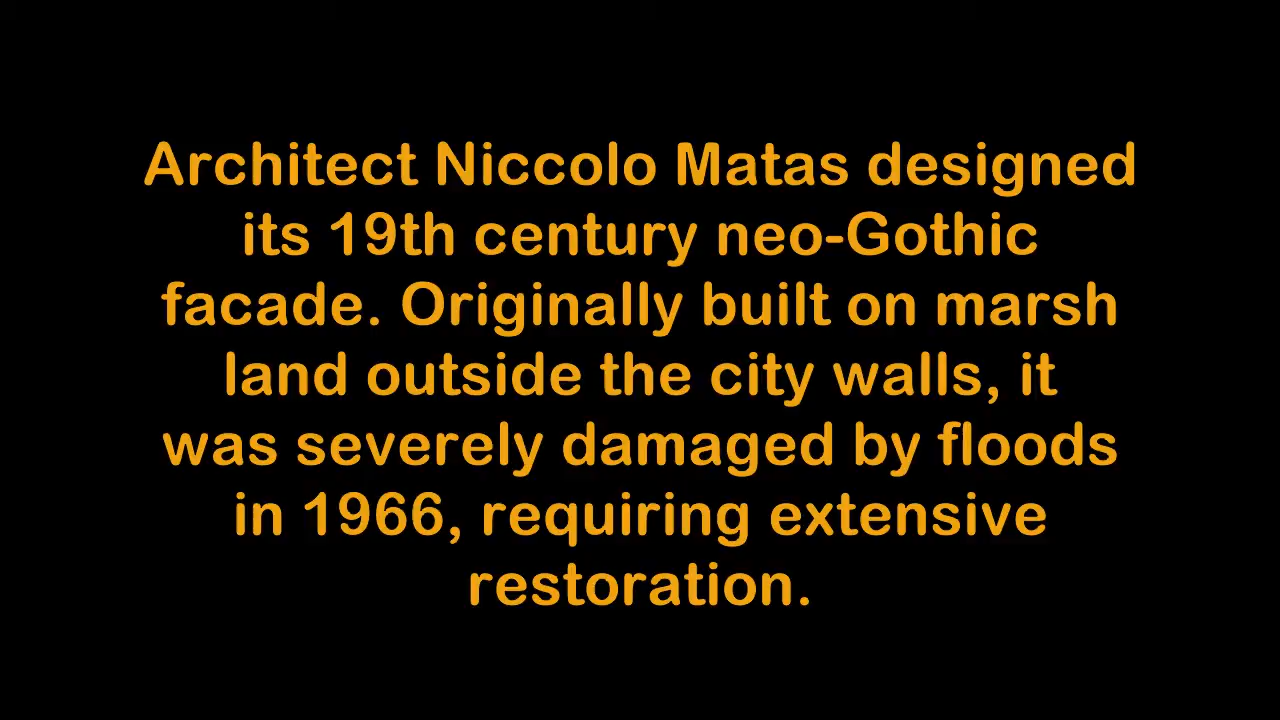 Architect Niccolo Matas designed
its 19th century neo-Gothic
facade. Originally built on marsh
land outside the city walls, it
was severely damaged by floods
in 1966, requiring extensive
restoration.